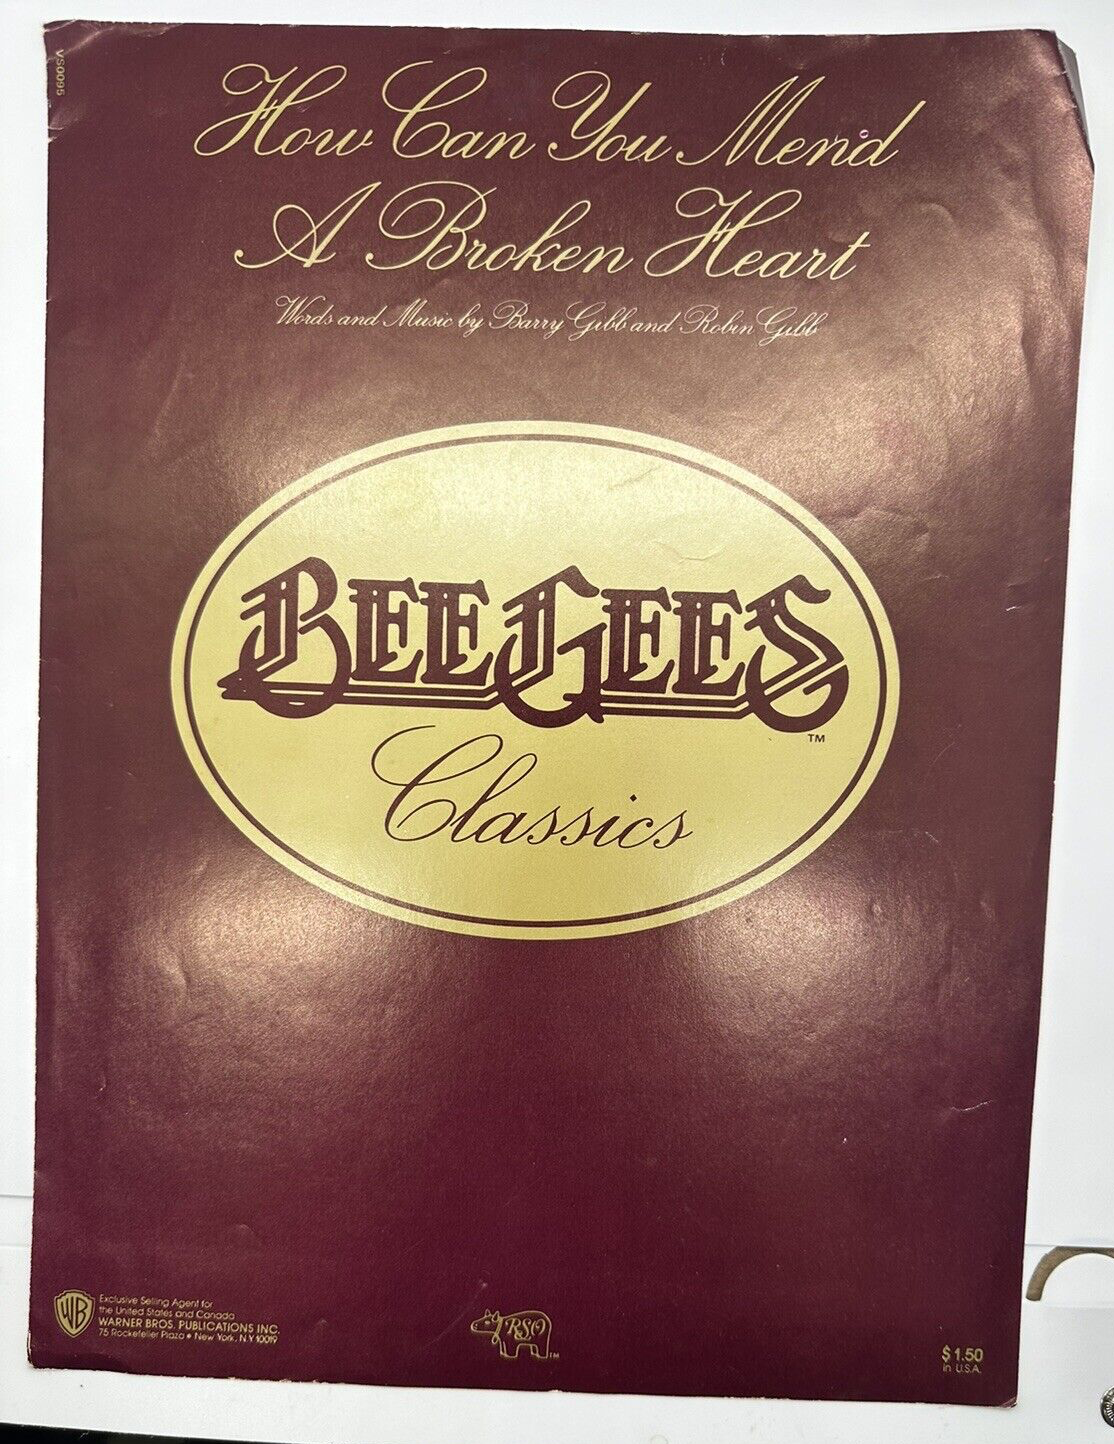 VS0095
How Can You Mend
A Broken Heart
Words and Music by Barry Gibb and Robin Gibb
BEE GEES
TM
Classics
WB
Exclusive Selling Agent for
the United States and Canada
WARNER BROS. PUBLICATIONS INC.
75 Rockefeller Plaza • New York, N.Y. 10019
RSO
TM
$1.50
in U.S.A.